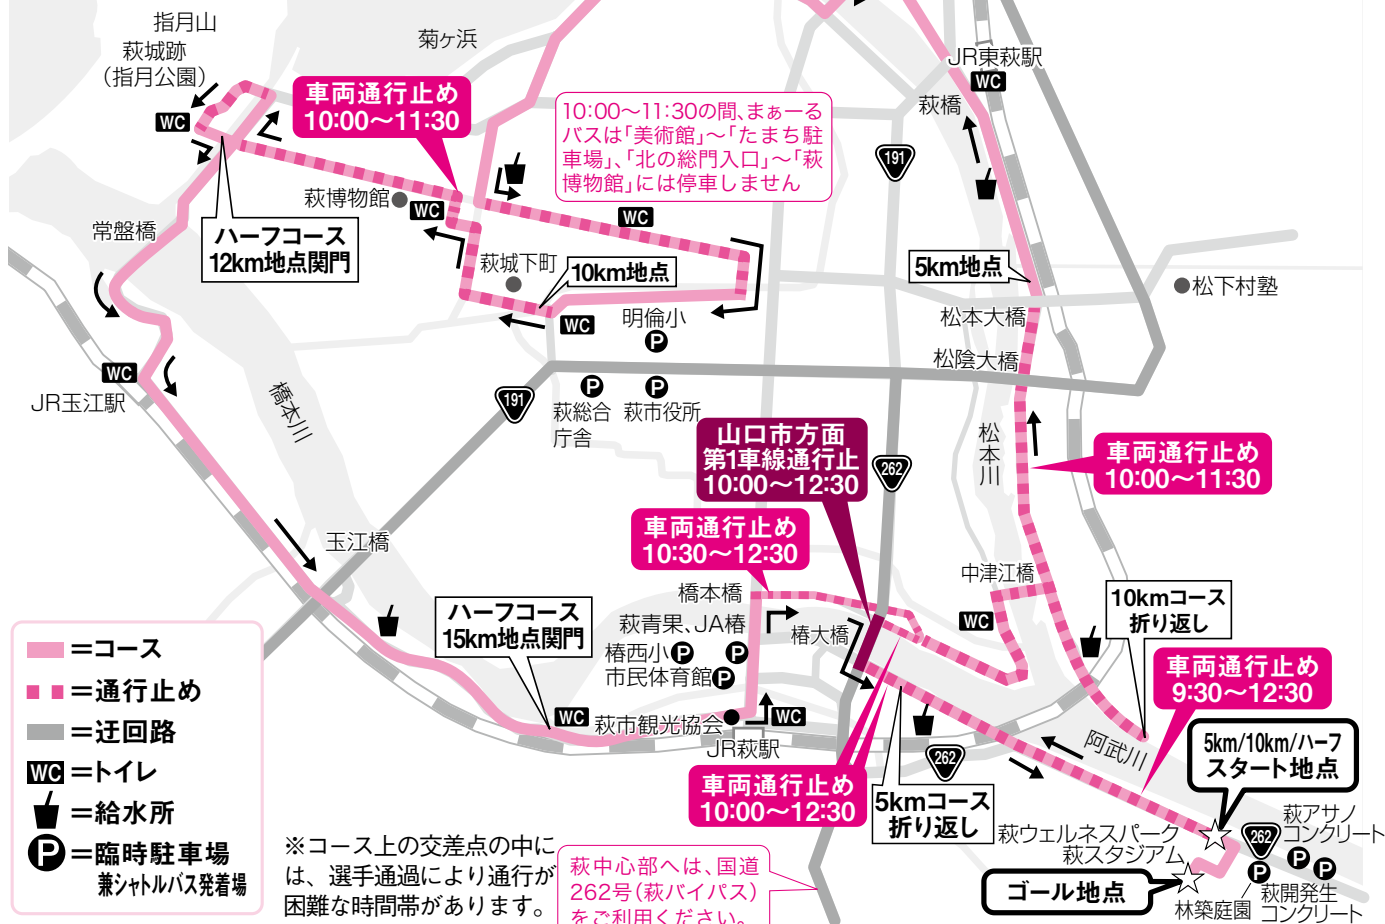 指月山
萩城跡
（指月公園）
菊ヶ浜
WC
車両通行止め
10:00〜11:30
10:00〜11:30の間、まぁーる
バスは「美術館」〜「たまち駐
車場」、「北の総門入口」〜「萩
博物館」には停車しません
191
JR東萩駅
WC
萩橋
萩博物館
WC
WC
常盤橋
ハーフコース
12km地点関門
萩城下町
10km地点
5km地点
松下村塾
WC
明倫小
P
松本大橋
松陰大橋
WC
JR玉江駅
橋本川
191
P
萩総合
庁舎
P
萩市役所
山口市方面
第1車線通行止
10:00〜12:30
262
松本川
車両通行止め
10:00〜11:30
玉江橋
車両通行止め
10:30〜12:30
中津江橋
橋本橋
WC
10kmコース
折り返し
ハーフコース
15km地点関門
萩青果、JA椿
P
椿西小P
市民体育館P
椿大橋
車両通行止め
9:30〜12:30
WC
萩市観光協会
WC
JR萩駅
阿武川
262
車両通行止め
10:00〜12:30
5kmコース
折り返し
5km/10km/ハーフ
スタート地点
萩ウェルネスパーク
萩スタジアム
262
萩アサノ
コンクリート
P
P
P
ゴール地点
林築庭園
萩開発生
コンクリート
＝コース
＝通行止め
＝迂回路
WC＝トイレ
＝給水所
P＝臨時駐車場
兼シャトルバス発着場
※コース上の交差点の中に
は、選手通過により通行が
困難な時間帯があります。
萩中心部へは、国道
262号（萩バイパス）
をご利用ください。